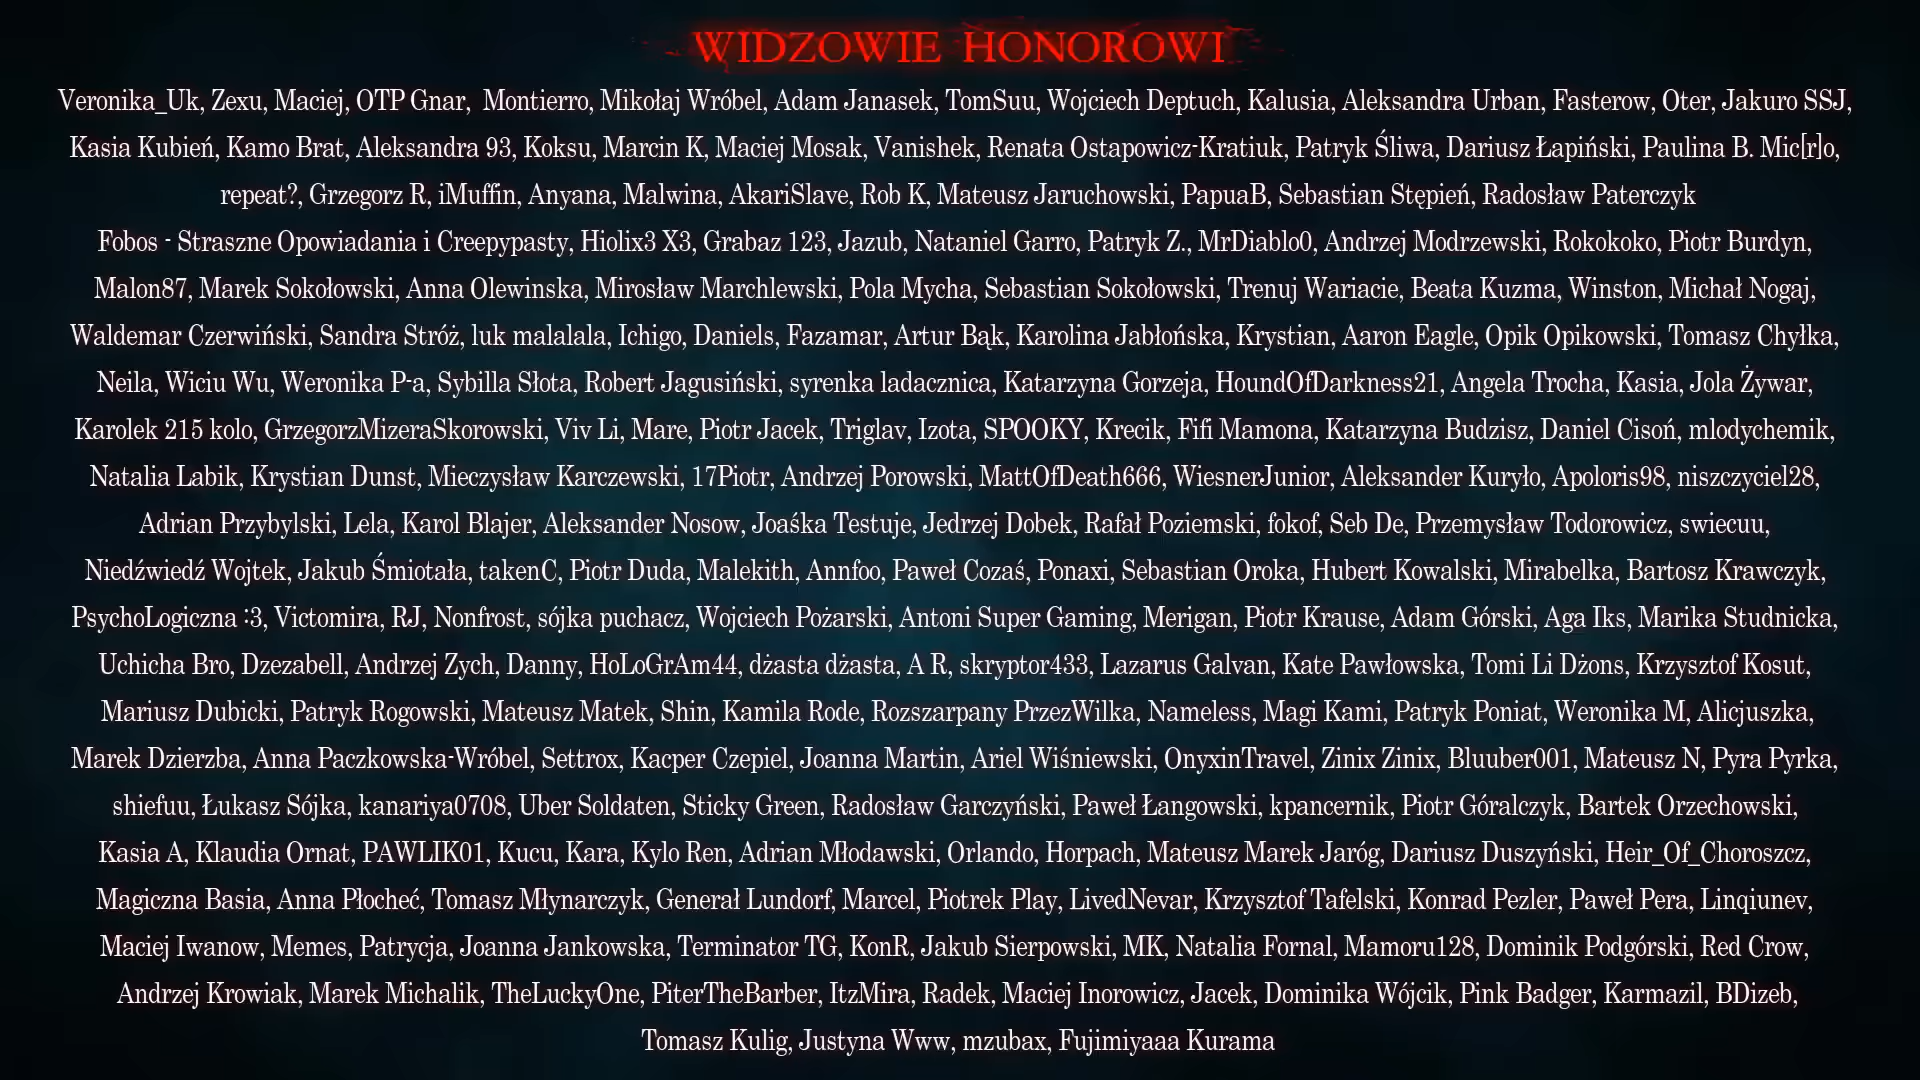 WIDZOWIE HONOROWI
Veronika_Uk, Zexu, Maciej, OTP Gnar, Montierro, Mikołaj Wróbel, Adam Janasek, TomSuu, Wojciech Deptuch, Kalusia, Aleksandra Urban, Fasterow, Oter, Jakuro SSJ,
Kasia Kubień, Kamo Brat, Aleksandra 93, Koksu, Marcin K, Maciej Mosak, Vanishek, Renata Ostapowicz-Kratiuk, Patryk Śliwa, Dariusz Łapiński, Paulina B. Mic[r]o,
repeat?, Grzegorz R, iMuffin, Anyana, Malwina, AkariSlave, Rob K, Mateusz Jaruchowski, PapuaB, Sebastian Stępień, Radosław Paterczyk
Fobos - Straszne Opowiadania i Creepypasty, Hiolix3 X3, Grabaz 123, Jazub, Nataniel Garro, Patryk Z., MrDiablo0, Andrzej Modrzewski, Rokokoko, Piotr Burdyn,
Malon87, Marek Sokołowski, Anna Olewinska, Mirosław Marchlewski, Pola Mycha, Sebastian Sokołowski, Trenuj Wariacie, Beata Kuzma, Winston, Michał Nogaj,
Waldemar Czerwiński, Sandra Stróż, luk malalala, Ichigo, Daniels, Fazamar, Artur Bąk, Karolina Jabłońska, Krystian, Aaron Eagle, Opik Opikowski, Tomasz Chyłka,
Neila, Wiciu Wu, Weronika P-a, Sybilla Słota, Robert Jagusiński, syrenka ladacznica, Katarzyna Gorzeja, HoundOfDarkness21, Angela Trocha, Kasia, Jola Żywar,
Karolek 215 kolo, GrzegorzMizeraSkorowski, Viv Li, Mare, Piotr Jacek, Triglav, Izota, SPOOKY, Krecik, Fifi Mamona, Katarzyna Budzisz, Daniel Cisoń, mlodychemik,
Natalia Labik, Krystian Dunst, Mieczysław Karczewski, 17Piotr, Andrzej Porowski, MattOfDeath666, WiesnerJunior, Aleksander Kuryło, Apoloris98, niszczyciel28,
Adrian Przybylski, Lela, Karol Blajer, Aleksander Nosow, Joaśka Testuje, Jedrzej Dobek, Rafał Poziemski, fokof, Seb De, Przemysław Todorowicz, swiecuu,
Niedźwiedź Wojtek, Jakub Śmiotała, takenC, Piotr Duda, Malekith, Annfoo, Paweł Cozaś, Ponaxi, Sebastian Oroka, Hubert Kowalski, Mirabelka, Bartosz Krawczyk,
PsychoLogiczna :3, Victomira, RJ, Nonfrost, sójka puchacz, Wojciech Pożarski, Antoni Super Gaming, Merigan, Piotr Krause, Adam Górski, Aga Iks, Marika Studnicka,
Uchicha Bro, Dzezabell, Andrzej Zych, Danny, HoLoGrAm44, dżasta dżasta, A R, skryptor433, Lazarus Galvan, Kate Pawłowska, Tomi Li Dżons, Krzysztof Kosut,
Mariusz Dubicki, Patryk Rogowski, Mateusz Matek, Shin, Kamila Rode, Rozszarpany PrzezWilka, Nameless, Magi Kami, Patryk Poniat, Weronika M, Alicjuszka,
Marek Dzierzba, Anna Paczkowska-Wróbel, Settrox, Kacper Czepiel, Joanna Martin, Ariel Wiśniewski, OnyxinTravel, Zinix Zinix, Bluuber001, Mateusz N, Pyra Pyrka,
shiefuu, Łukasz Sójka, kanariya0708, Uber Soldaten, Sticky Green, Radosław Garczyński, Paweł Łangowski, kpancernik, Piotr Góralczyk, Bartek Orzechowski,
Kasia A, Klaudia Ornat, PAWLIK01, Kucu, Kara, Kylo Ren, Adrian Młodawski, Orlando, Horpach, Mateusz Marek Jaróg, Dariusz Duszyński, Heir_Of_Choroszcz,
Magiczna Basia, Anna Płocheć, Tomasz Młynarczyk, Generał Lundorf, Marcel, Piotrek Play, LivedNevar, Krzysztof Tafelski, Konrad Pezler, Paweł Pera, Linqiunev,
Maciej Iwanow, Memes, Patrycja, Joanna Jankowska, Terminator TG, KonR, Jakub Sierpowski, MK, Natalia Fornal, Mamoru128, Dominik Podgórski, Red Crow,
Andrzej Krowiak, Marek Michalik, TheLuckyOne, PiterTheBarber, ItzMira, Radek, Maciej Inorowicz, Jacek, Dominika Wójcik, Pink Badger, Karmazil, BDizeb,
Tomasz Kulig, Justyna Www, mzubax, Fujimiyaaa Kurama